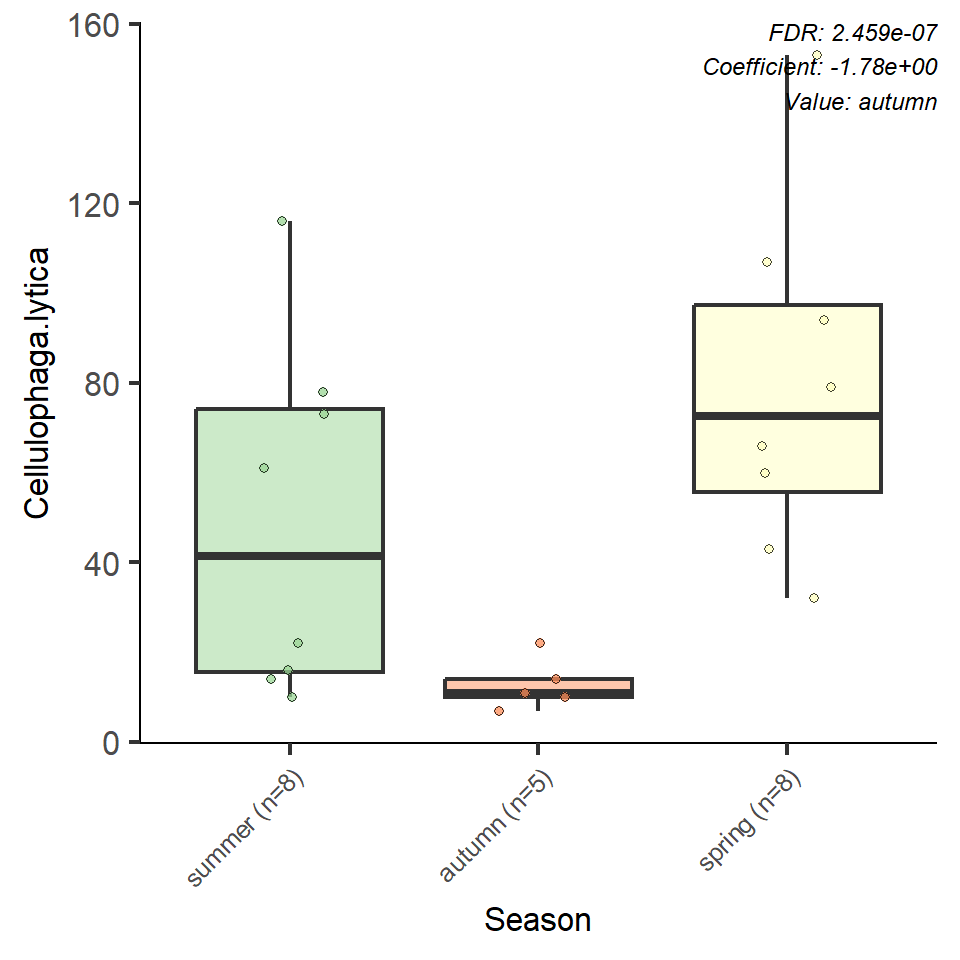 FDR: 2.459e-07
Coefficient: -1.78e+00
Value: autumn
160
120
80
40
0
Cellulophaga.lytica
summer (n=8)
autumn (n=5)
spring (n=8)
Season